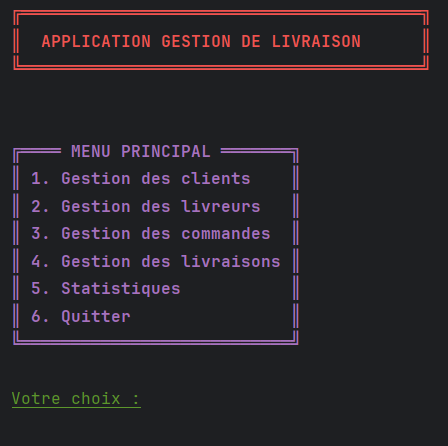 APPLICATION GESTION DE LIVRAISON
MENU PRINCIPAL
1. Gestion des clients
2. Gestion des livreurs
3. Gestion des commandes
4. Gestion des livraisons
5. Statistiques
6. Quitter
Votre choix :